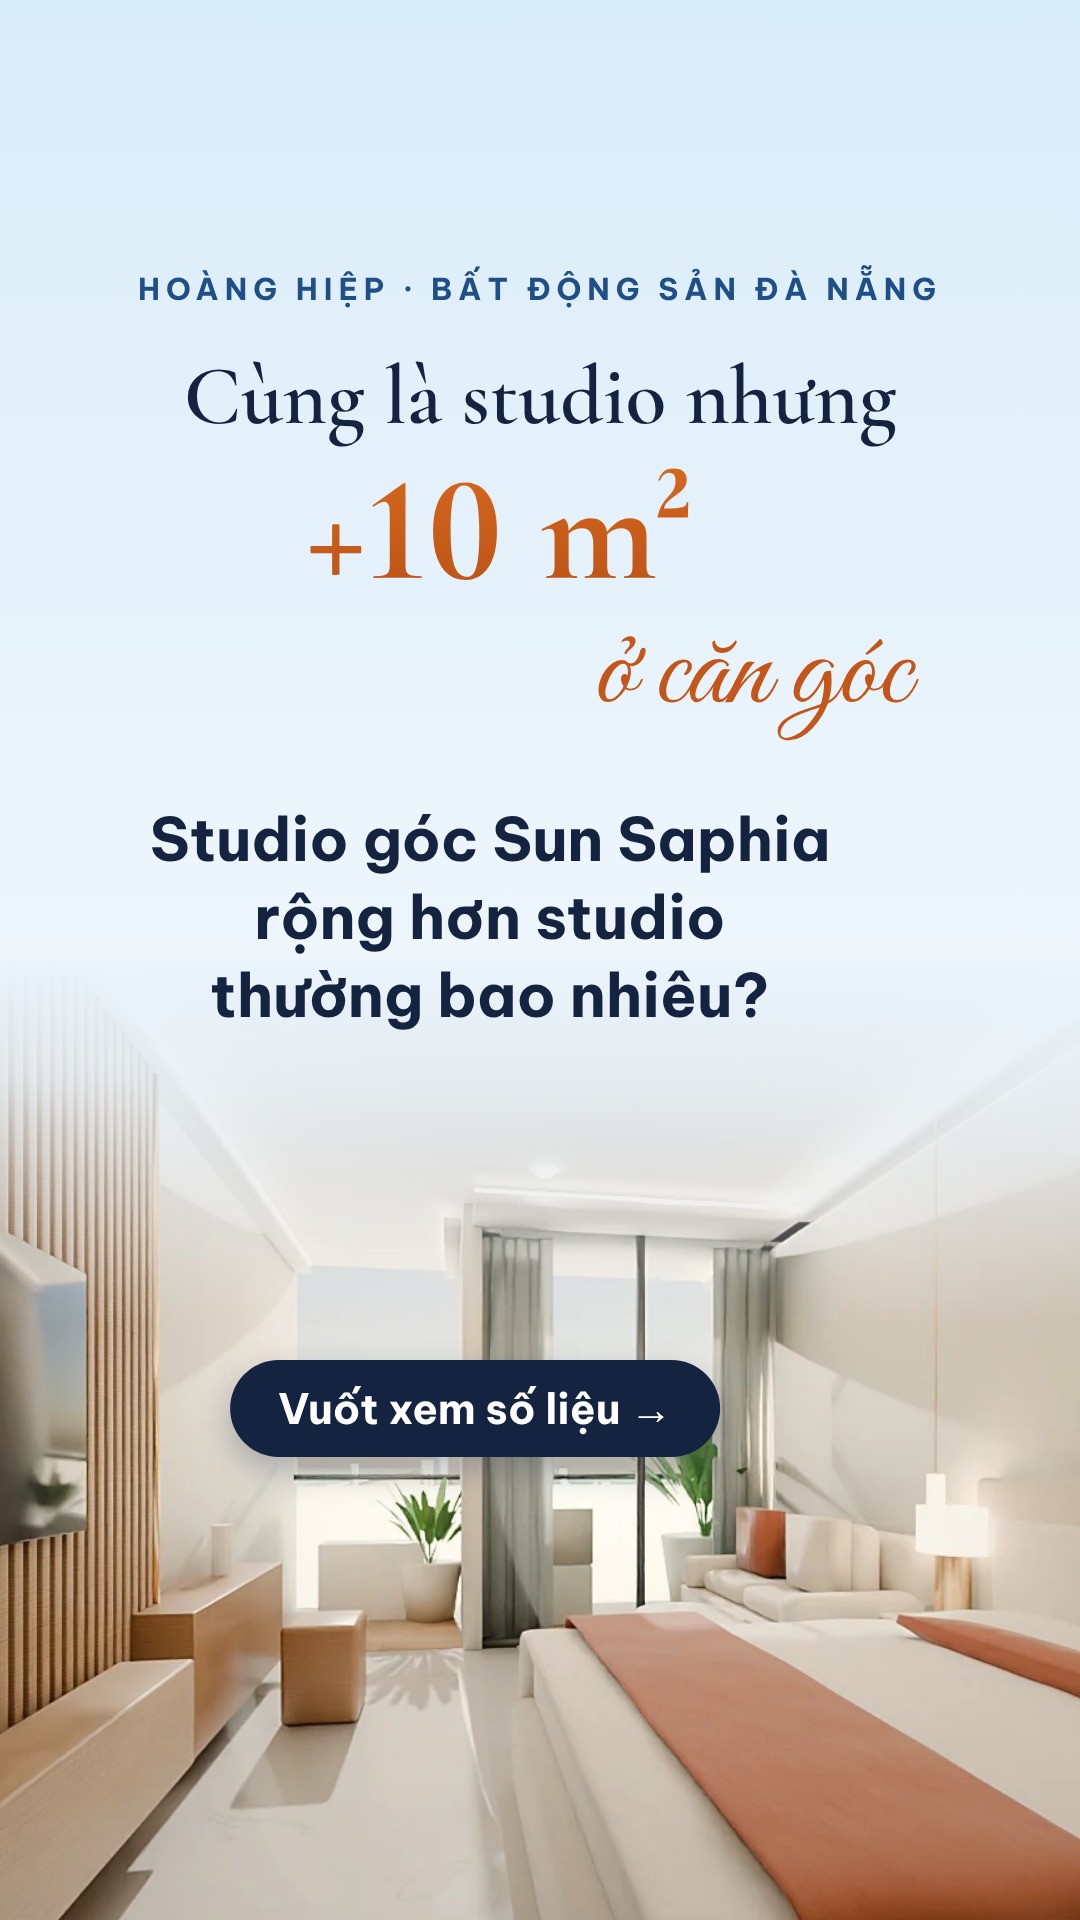 HOÀNG HIỆP · BẤT ĐỘNG SẢN ĐÀ NẴNG
Cùng là studio nhưng
+10 m²
ở căn góc
Studio góc Sun Saphia
rộng hơn studio
thường bao nhiêu?
Vuốt xem số liệu →